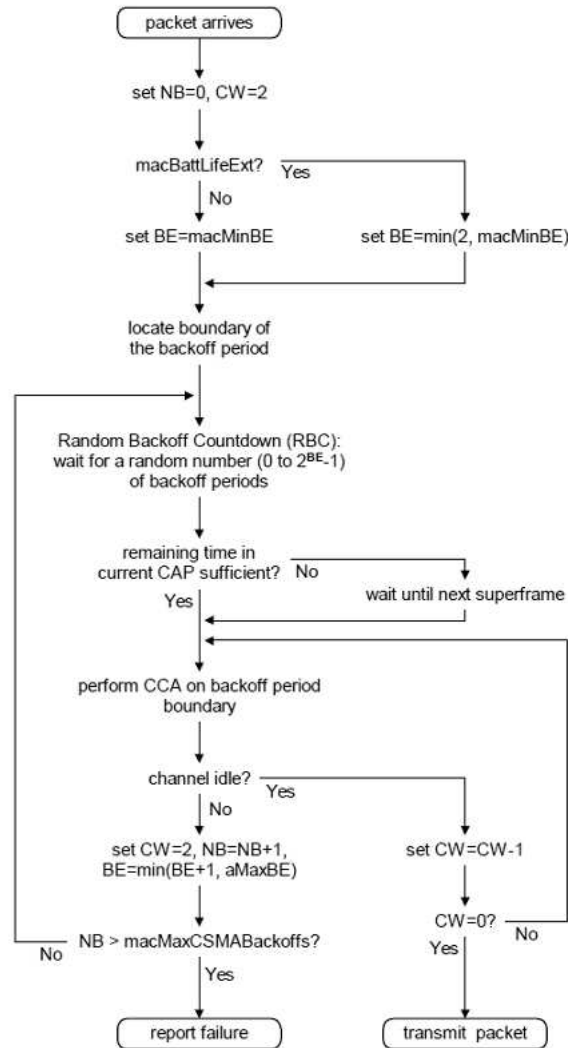 packet arrives
set NB=0, CW=2
macBattLifeExt?
Yes
No
set BE=macMinBE
set BE=min(2, macMinBE)
locate boundary of
the backoff period
Random Backoff Countdown (RBC):
wait for a random number (0 to 2^BE-1)
of backoff periods
remaining time in
current CAP sufficient?
No
wait until next superframe
Yes
perform CCA on backoff period
boundary
channel idle?
Yes
No
set CW=2, NB=NB+1,
BE=min(BE+1, aMaxBE)
set CW=CW-1
CW=0?
No
Yes
NB > macMaxCSMABackoffs?
No
Yes
report failure
transmit packet